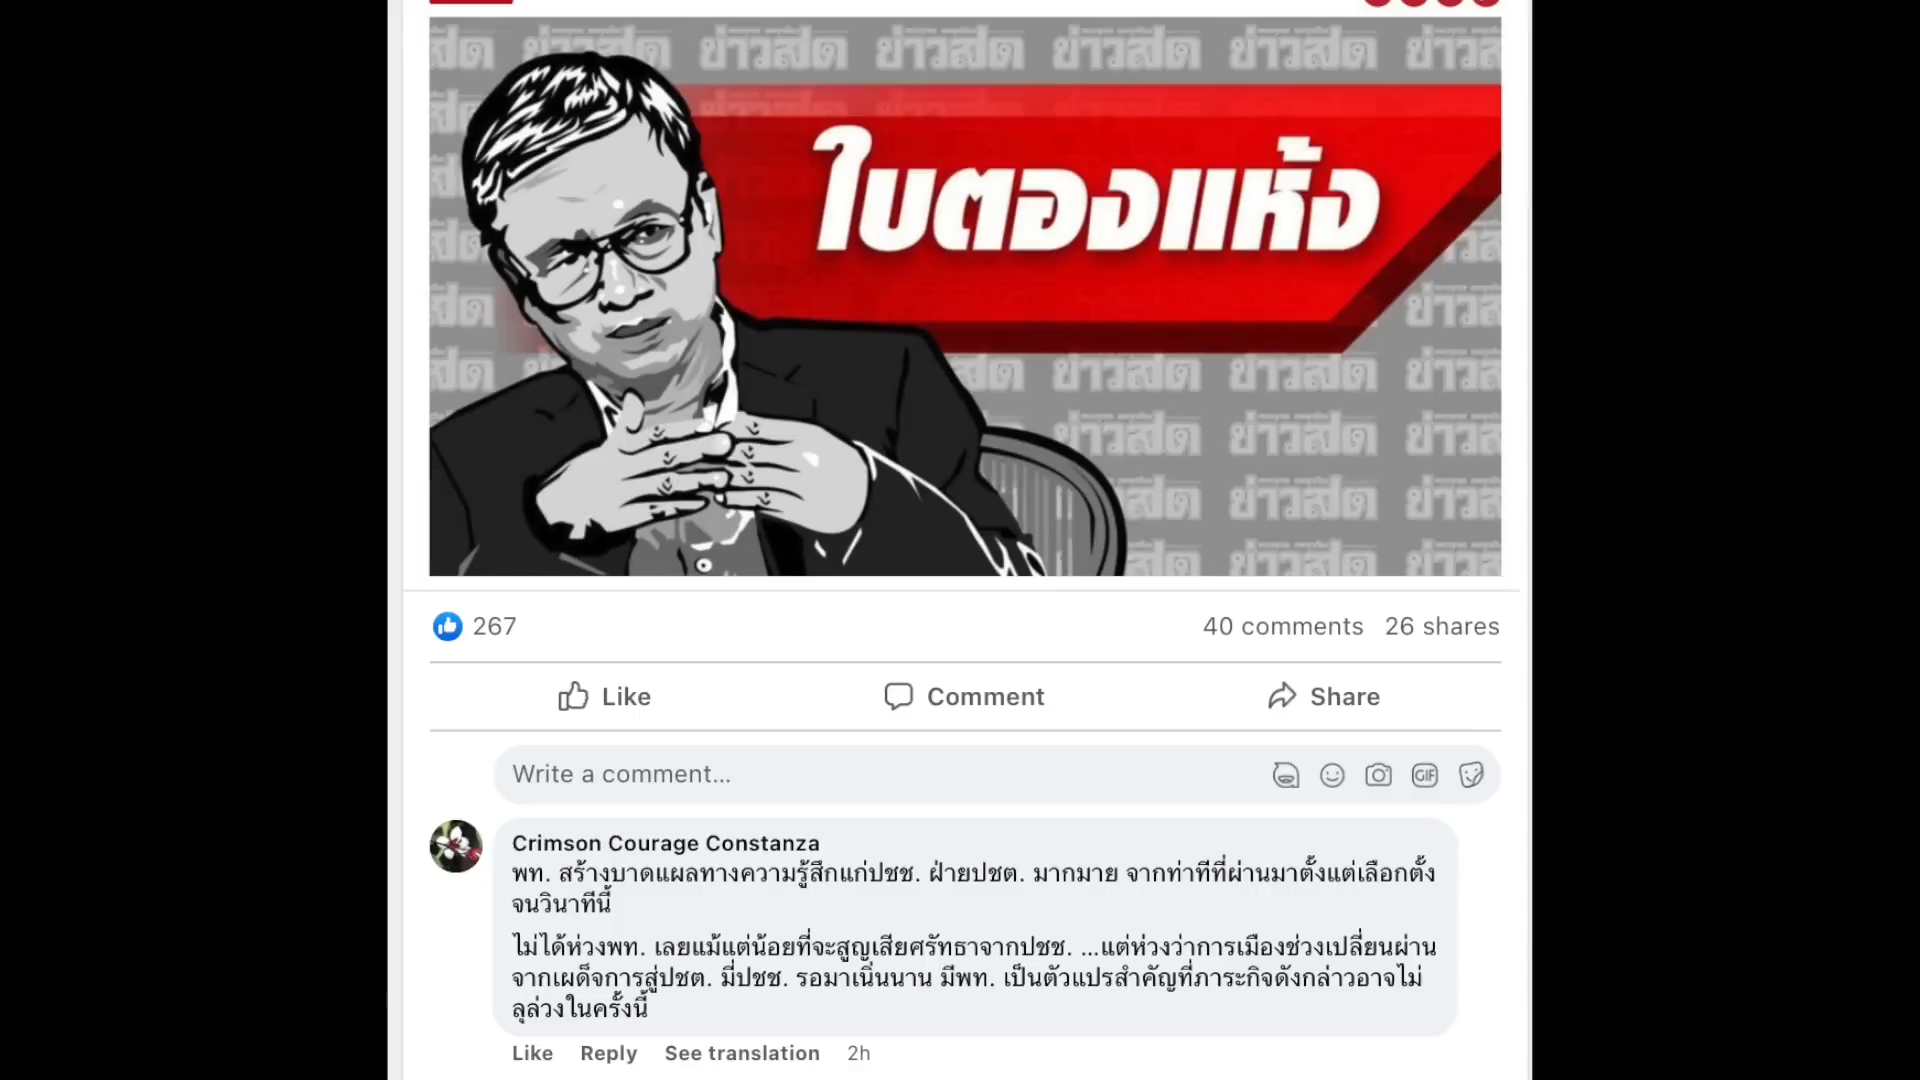 ข่าวสด ข่าวสด ข่าวสด ข่าวสด ข่าวสด
ใบตองแห้ง
267
40 comments 26 shares
Like Comment Share
Write a comment...
GIF
Crimson Courage Constanza
พท. สร้างบาดแผลทางความรู้สึกแก่ปชช. ฝ่ายปชต. มากมาย จากท่าทีที่ผ่านมาตั้งแต่เลือกตั้ง
จนวินาทีนี้
ไม่ได้ห่วงพท. เลยแม้แต่น้อยที่จะสูญเสียศรัทธาจากปชช. ...แต่ห่วงว่าการเมืองช่วงเปลี่ยนผ่าน
จากเผด็จการสู่ปชต. มี่ปชช. รอมาเนิ่นนาน มีพท. เป็นตัวแปรสำคัญที่ภาระกิจดังกล่าวอาจไม่
ลุล่วงในครั้งนี้
Like Reply See translation 2h